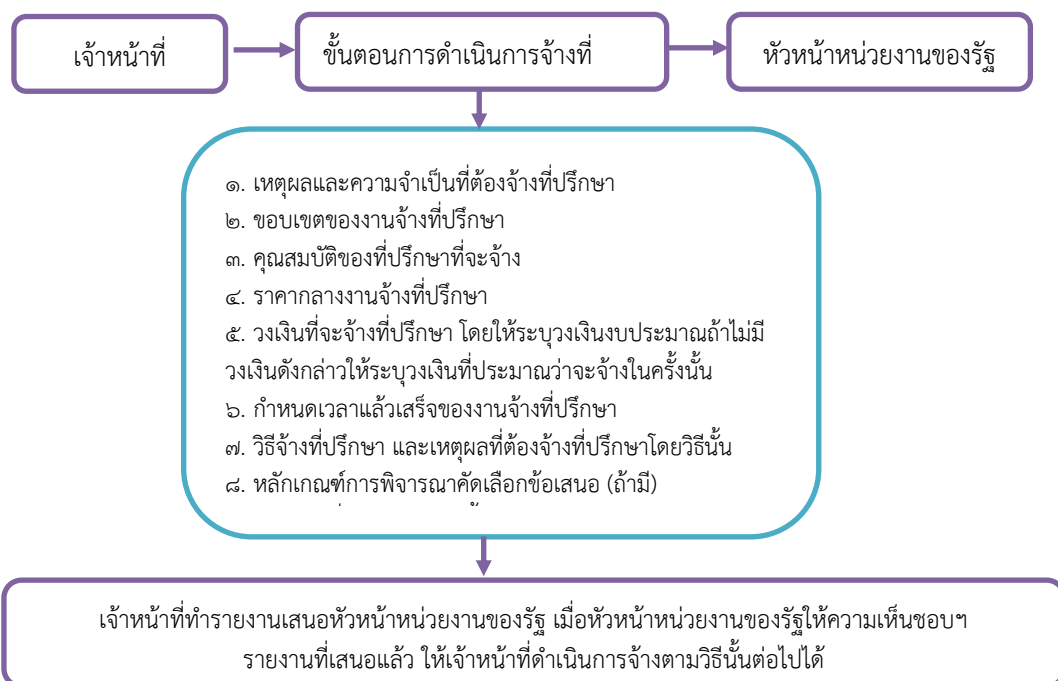 เจ้าหน้าที่
ขั้นตอนการดำเนินการจ้างที่
หัวหน้าหน่วยงานของรัฐ
๑. เหตุผลและความจำเป็นที่ต้องจ้างที่ปรึกษา
๒. ขอบเขตของงานจ้างที่ปรึกษา
๓. คุณสมบัติของที่ปรึกษาที่จะจ้าง
๔. ราคากลางงานจ้างที่ปรึกษา
๕. วงเงินที่จะจ้างที่ปรึกษา โดยให้ระบุวงเงินงบประมาณถ้าไม่มี
วงเงินดังกล่าวให้ระบุวงเงินที่ประมาณว่าจะจ้างในครั้งนั้น
๖. กำหนดเวลาแล้วเสร็จของงานจ้างที่ปรึกษา
๗. วิธีจ้างที่ปรึกษา และเหตุผลที่ต้องจ้างที่ปรึกษาโดยวิธีนั้น
๘. หลักเกณฑ์การพิจารณาคัดเลือกข้อเสนอ (ถ้ามี)
เจ้าหน้าที่ทำรายงานเสนอหัวหน้าหน่วยงานของรัฐ เมื่อหัวหน้าหน่วยงานของรัฐให้ความเห็นชอบฯ
รายงานที่เสนอแล้ว ให้เจ้าหน้าที่ดำเนินการจ้างตามวิธีนั้นต่อไปได้